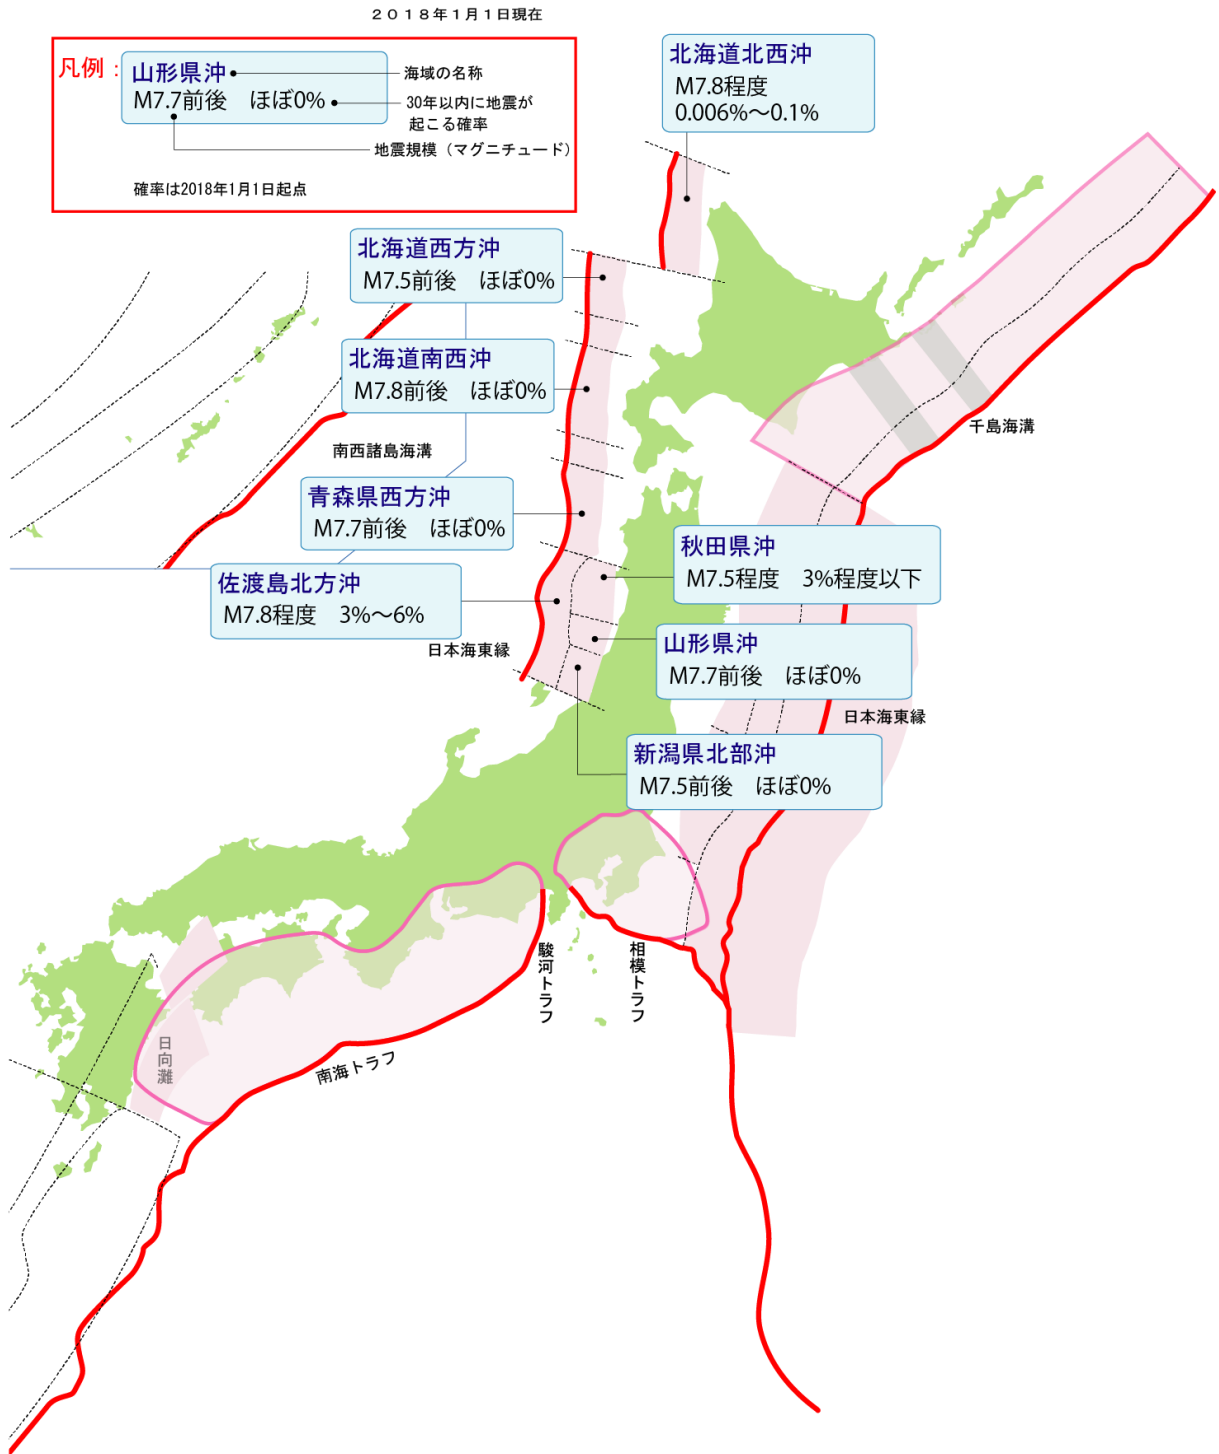 ２０１８年１月１日現在
凡例：
山形県沖
M7.7前後　ほぼ0%
海域の名称
30年以内に地震が
起こる確率
地震規模（マグニチュード）
確率は2018年1月1日起点
北海道北西沖
M7.8程度
0.006%～0.1%
北海道西方沖
M7.5前後　ほぼ0%
北海道南西沖
M7.8前後　ほぼ0%
千島海溝
南西諸島海溝
青森県西方沖
M7.7前後　ほぼ0%
秋田県沖
M7.5程度　3%程度以下
佐渡島北方沖
M7.8程度　3%～6%
日本海東縁
山形県沖
M7.7前後　ほぼ0%
日本海東縁
新潟県北部沖
M7.5前後　ほぼ0%
駿河トラフ
相模トラフ
日向灘
南海トラフ